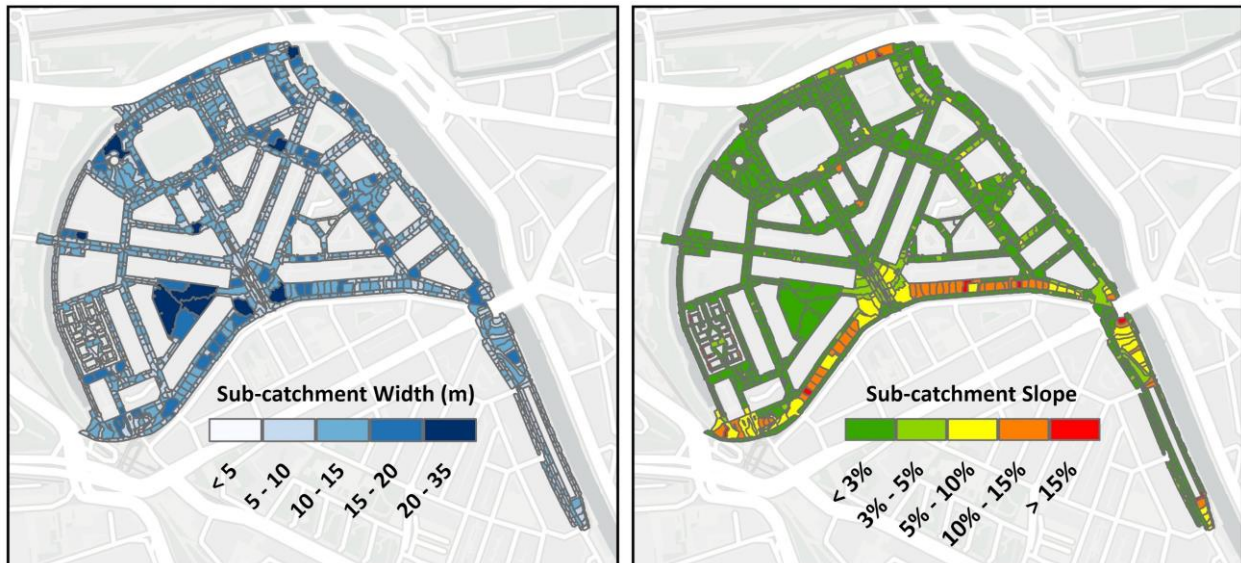 Sub-catchment Width (m)
< 5
5 - 10
10 - 15
15 - 20
20 - 35
Sub-catchment Slope
< 3%
3% - 5%
5% - 10%
10% - 15%
> 15%